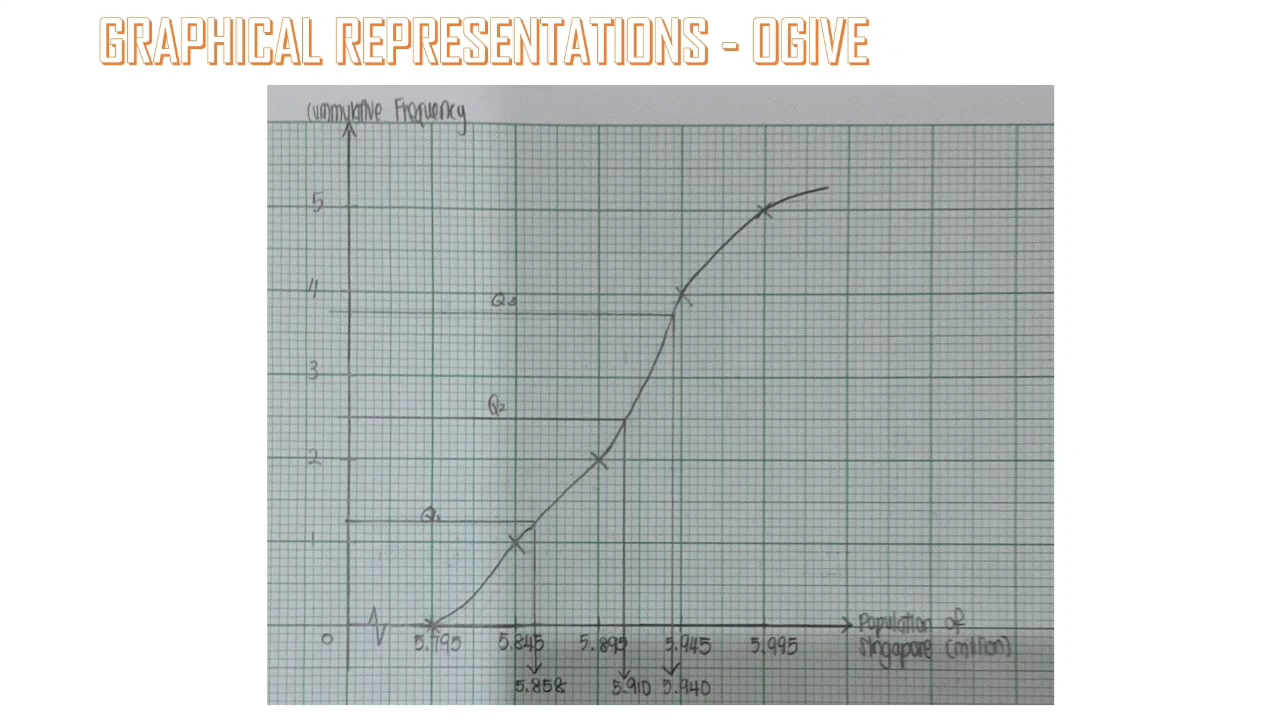 GRAPHICAL REPRESENTATIONS - OGIVE
Cummulative Frequency
5
4
Q3
3
Q2
2
Q1
1
0
5.795 5.845 5.895 5.945 5.995
Population of
Singapore (million)
5.858 5.910 5.940